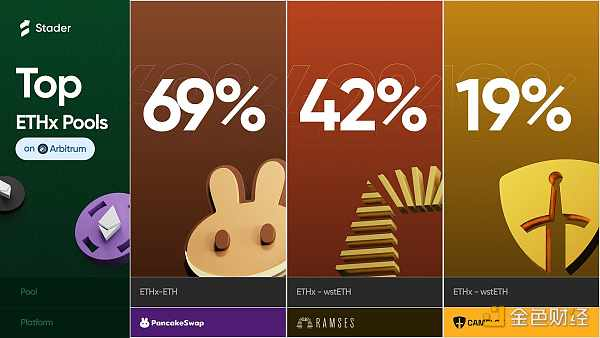 Stader
Top
ETHx Pools
on Arbitrum
Pool
Platform
69%
ETHx-ETH
PancakeSwap
42%
ETHx - wstETH
RAMSES
19%
ETHx - wstETH
金色财经